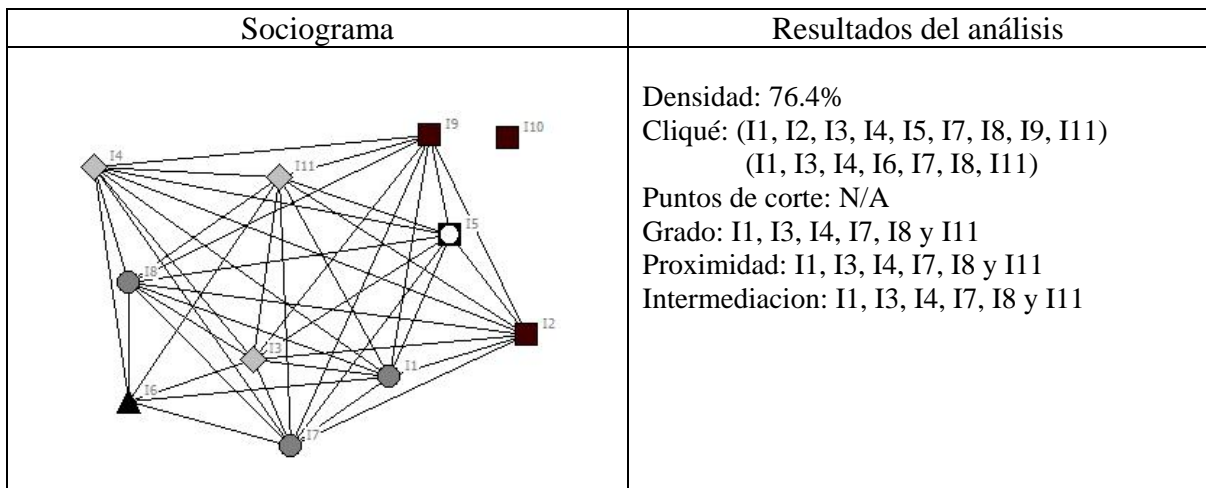 Sociograma
Resultados del análisis
I9
I10
I4
I11
I5
I8
I2
I3
I1
I6
I7
Densidad: 76.4%
Cliqué: (I1, I2, I3, I4, I5, I7, I8, I9, I11)
(I1, I3, I4, I6, I7, I8, I11)
Puntos de corte: N/A
Grado: I1, I3, I4, I7, I8 y I11
Proximidad: I1, I3, I4, I7, I8 y I11
Intermediacion: I1, I3, I4, I7, I8 y I11